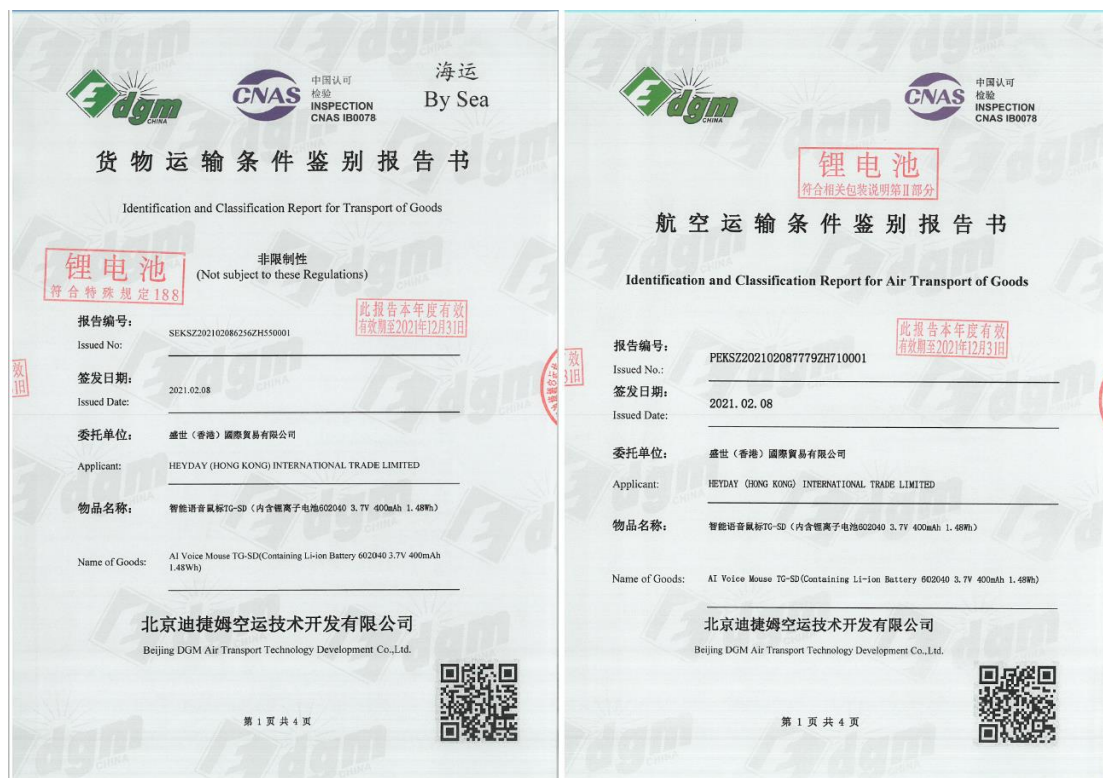 dgm
CHINA
CNAS
中国认可
检验
INSPECTION
CNAS IB0078
海运
By Sea
货物运输条件鉴别报告书
Identification and Classification Report for Transport of Goods
非限制性
(Not subject to these Regulations)
锂电池
符合特殊规定188
此报告本年度有效
有效期至2021年12月31日
报告编号:
Issued No:
SEKSZ202102086256ZH550001
签发日期:
Issued Date:
2021.02.08
委托单位:
盛世（香港）國際貿易有限公司
Applicant:
HEYDAY (HONG KONG) INTERNATIONAL TRADE LIMITED
物品名称:
智能语音鼠标TG-SD（内含锂离子电池602040 3.7V 400mAh 1.48Wh）
Name of Goods:
AI Voice Mouse TG-SD(Containing Li-ion Battery 602040 3.7V 400mAh
1.48Wh)
北京迪捷姆空运技术开发有限公司
Beijing DGM Air Transport Technology Development Co.,Ltd.
第 1 页 共 4 页
dgm
CHINA
CNAS
中国认可
检验
INSPECTION
CNAS IB0078
锂电池
符合相关包装说明第II部分
航空运输条件鉴别报告书
Identification and Classification Report for Air Transport of Goods
此报告本年度有效
有效期至2021年12月31日
报告编号:
Issued No.:
PEKSZ202102087779ZH710001
签发日期:
Issued Date:
2021.02.08
委托单位:
盛世（香港）國際貿易有限公司
Applicant:
HEYDAY (HONG KONG) INTERNATIONAL TRADE LIMITED
物品名称:
智能语音鼠标TG-SD（内含锂离子电池602040 3.7V 400mAh 1.48Wh）
Name of Goods:
AI Voice Mouse TG-SD(Containing Li-ion Battery 602040 3.7V 400mAh 1.48Wh)
北京迪捷姆空运技术开发有限公司
Beijing DGM Air Transport Technology Development Co.,Ltd.
第 1 页 共 4 页